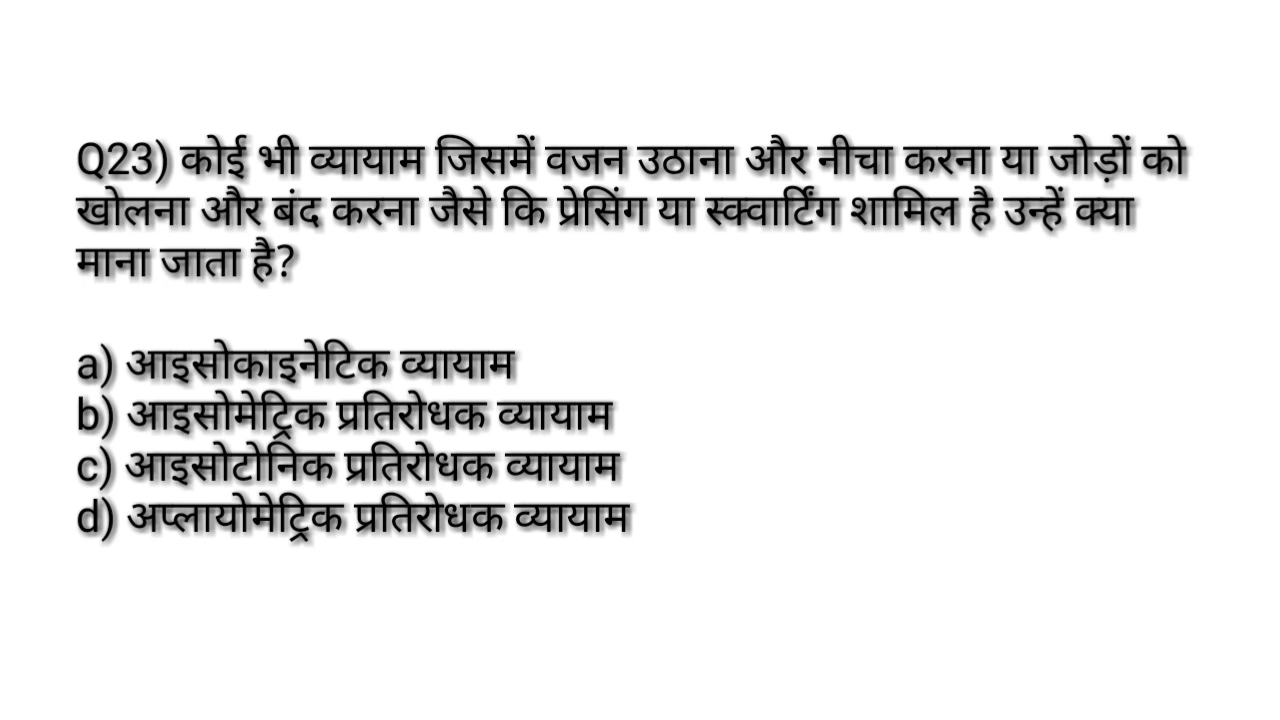 Q23) कोई भी व्यायाम जिसमें वजन उठाना और नीचा करना या जोड़ों को
खोलना और बंद करना जैसे कि प्रेसिंग या स्क्वार्टिंग शामिल है उन्हें क्या
माना जाता है?
a) आइसोकाइनेटिक व्यायाम
b) आइसोमेट्रिक प्रतिरोधक व्यायाम
c) आइसोटोनिक प्रतिरोधक व्यायाम
d) अप्लायोमेट्रिक प्रतिरोधक व्यायाम